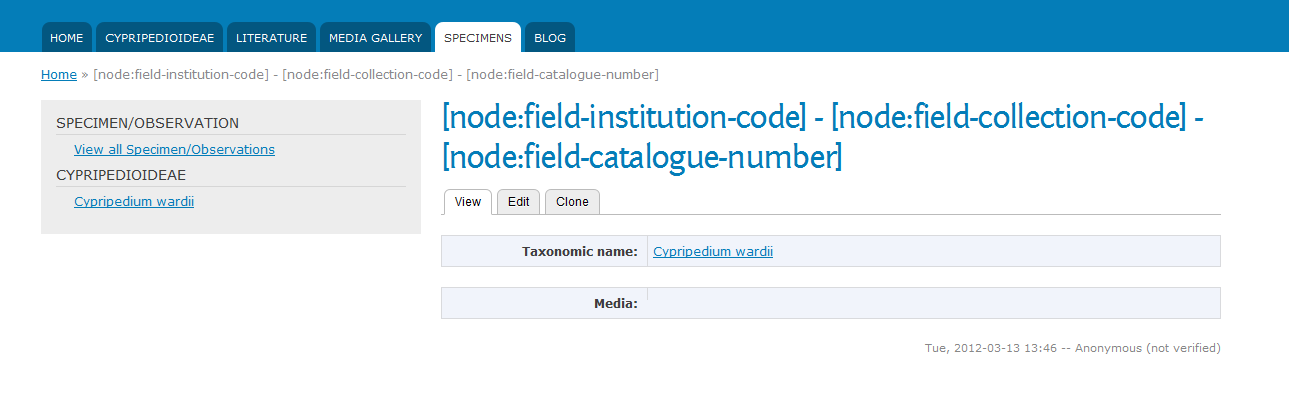 HOME CYPRIPEDIOIDEAE LITERATURE MEDIA GALLERY SPECIMENS BLOG
Home » [node:field-institution-code] - [node:field-collection-code] - [node:field-catalogue-number]
SPECIMEN/OBSERVATION
View all Specimen/Observations
CYPRIPEDIOIDEAE
Cypripedium wardii
[node:field-institution-code] - [node:field-collection-code] -
[node:field-catalogue-number]
View Edit Clone
Taxonomic name: Cypripedium wardii
Media:
Tue, 2012-03-13 13:46 -- Anonymous (not verified)